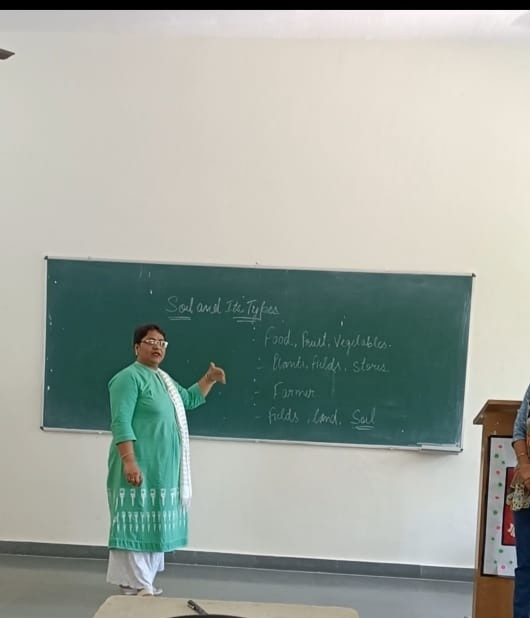 Soil and Its Types
- Food, Fruit, Vegetables.
- Plants, Fields, Stores
- Farmer
- Fields, Land, Soil